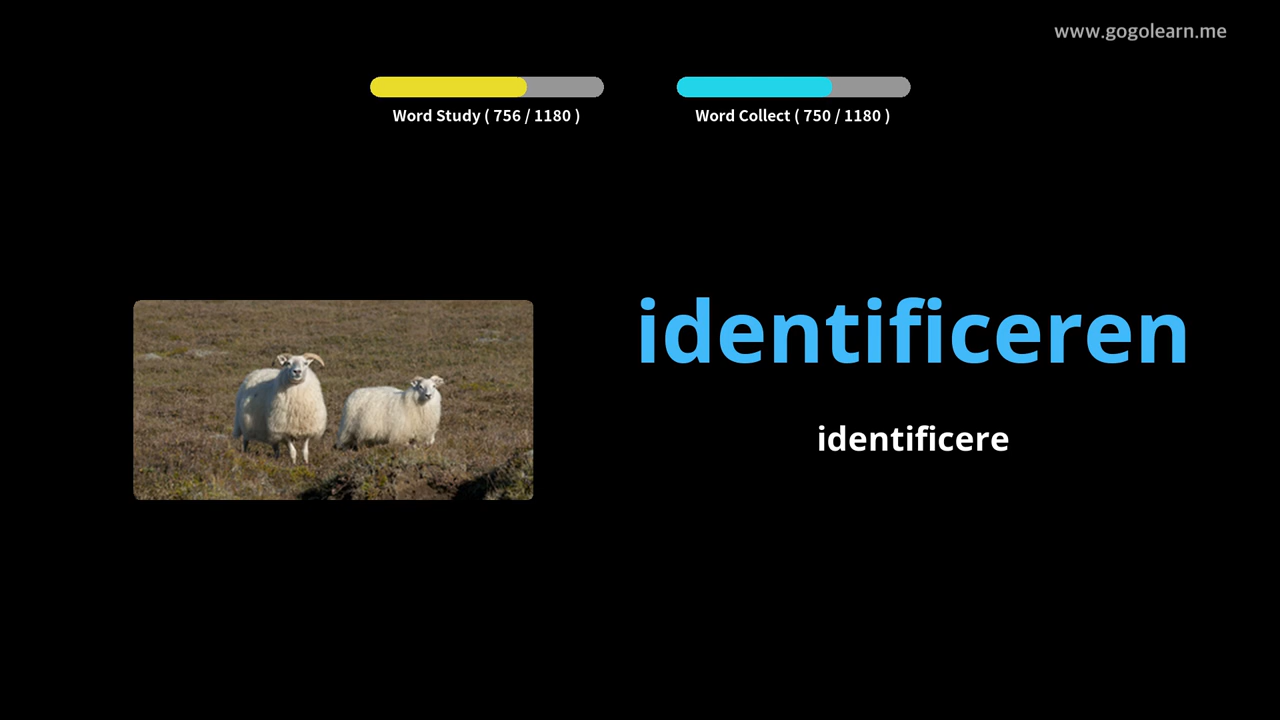 www.gogolearn.me
Word Study ( 756 / 1180 )
Word Collect ( 750 / 1180 )
identificeren
identificere